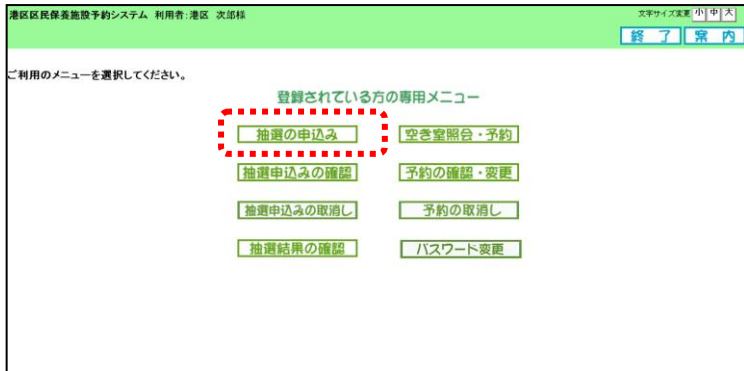 港区区民保養施設予約システム 利用者:港区 次郎様
文字サイズ変更 小 中 大
終了 案内
ご利用のメニューを選択してください。
登録されている方の専用メニュー
抽選の申込み 空き室照会・予約
抽選申込みの確認 予約の確認・変更
抽選申込みの取消し 予約の取消し
抽選結果の確認 パスワード変更